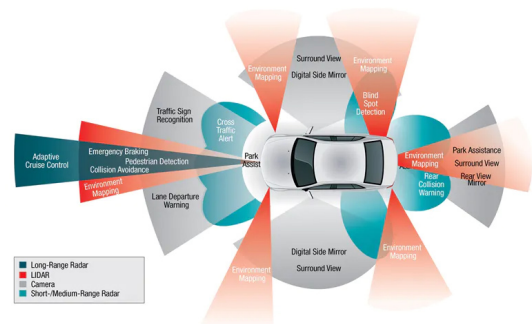 Environment
Mapping
Surround View
Digital Side Mirror
Environment
Mapping
Blind
Spot
Detection
Traffic Sign
Recognition
Cross
Traffic
Alert
Adaptive
Cruise Control
Emergency Braking
Pedestrian Detection
Collision Avoidance
Environment
Mapping
Park
Assist
Lane Departure
Warning
Environment
Mapping
Park Assistance
Surround View
Rear View
Mirror
Rear
Collision
Warning
Environment
Mapping
Digital Side Mirror
Surround View
Environment
Mapping
Long-Range Radar
LIDAR
Camera
Short-/Medium-Range Radar